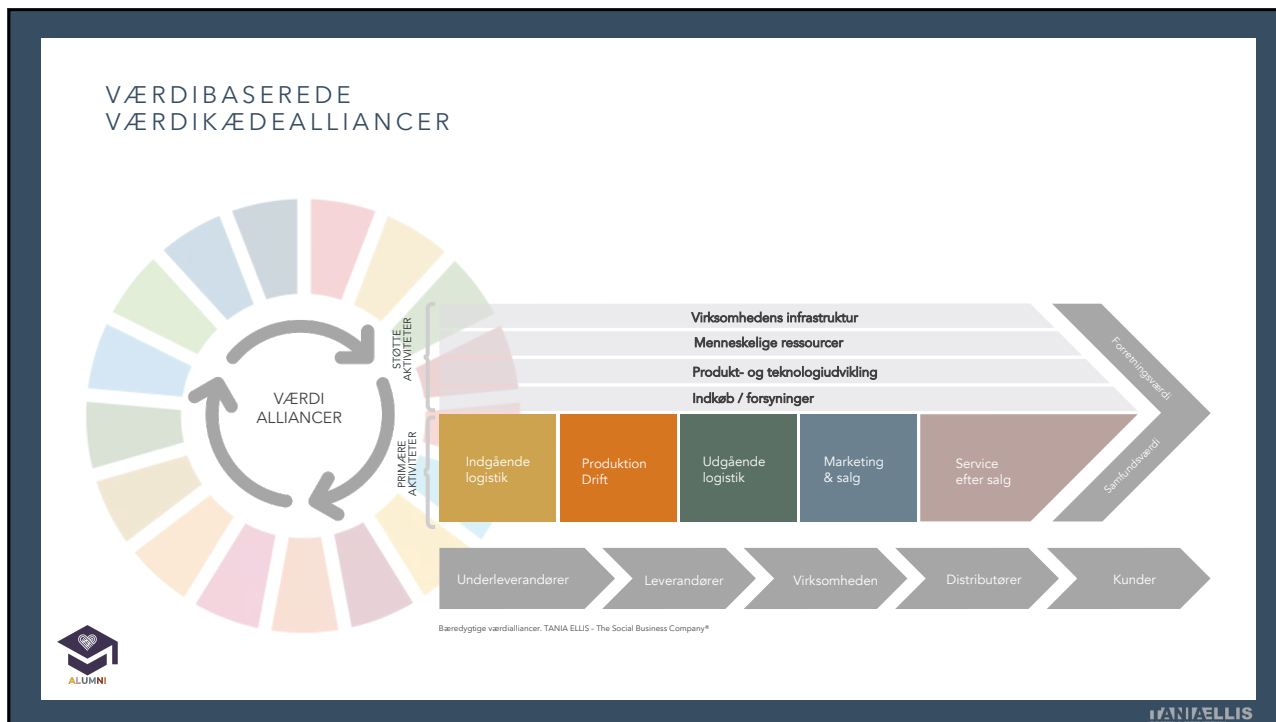 VÆRDIBASEREDE
VÆRDIKÆDEALLIANCER
VÆRDI
ALLIANCER
STØTTE
AKTIVITETER
Virksomhedens infrastruktur
Menneskelige ressourcer
Produkt- og teknologiudvikling
Indkøb / forsyninger
PRIMÆRE
AKTIVITETER
Indgående
logistik
Produktion
Drift
Udgående
logistik
Marketing
& salg
Service
efter salg
Forretningsværdi
Samfundsværdi
Underleverandører
Leverandører
Virksomheden
Distributører
Kunder
Bæredygtige værdialliancer. TANIA ELLIS - The Social Business Company®
ALUMNI
TANIAELLIS